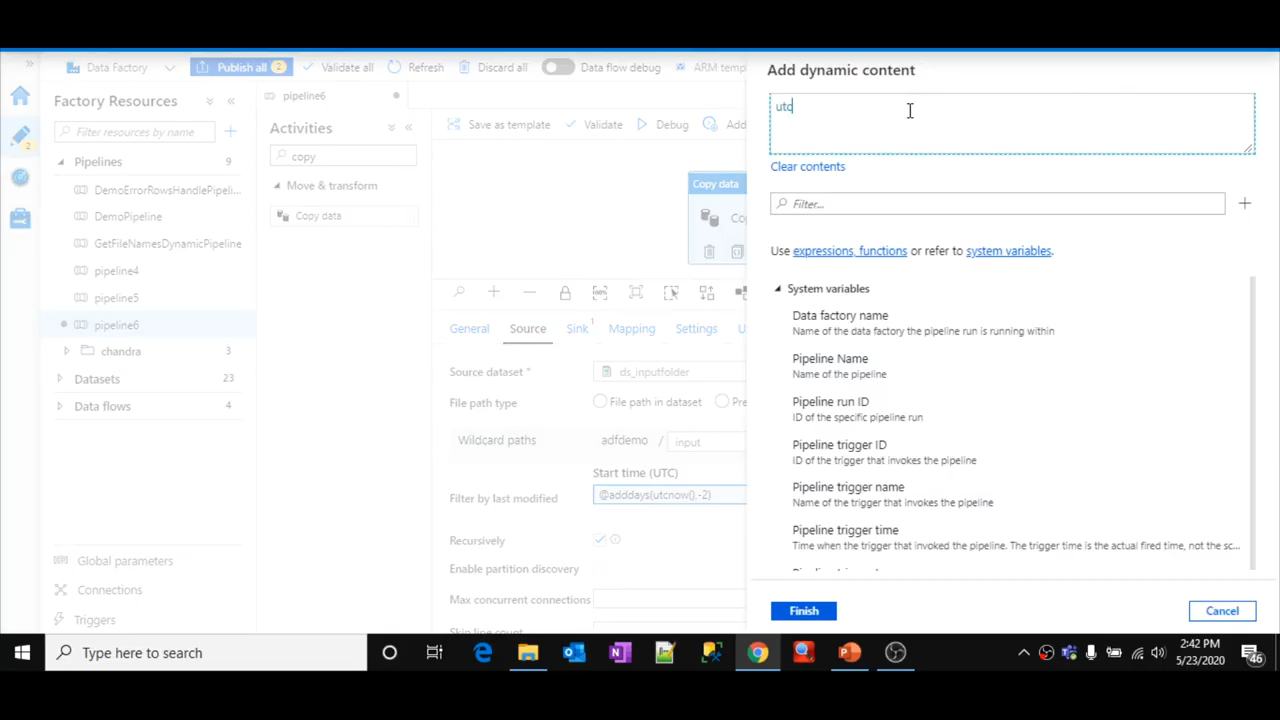 Data Factory
Publish all 2
Validate all
Refresh
Discard all
Data flow debug
ARM temp
Factory Resources
Filter resources by name
Pipelines 9
DemoErrorRowsHandlePipeli...
DemoPipeline
GetFileNamesDynamicPipeline
pipeline4
pipeline5
pipeline6
chandra 3
Datasets 23
Data flows 4
Global parameters
Connections
Triggers
pipeline6
Activities
copy
Move & transform
Copy data
Save as template
Validate
Debug
Add
Copy data
General
Source
Sink 1
Mapping
Settings
U
Source dataset *
ds_inputfolder
File path type
File path in dataset
Pre
Wildcard paths
adfdemo / input
Start time (UTC)
Filter by last modified
@adddays(utcnow(),-2)
Recursively
Enable partition discovery
Max concurrent connections
Skip line count
Add dynamic content
utc
Clear contents
Filter...
Use expressions, functions or refer to system variables.
System variables
Data factory name
Name of the data factory the pipeline run is running within
Pipeline Name
Name of the pipeline
Pipeline run ID
ID of the specific pipeline run
Pipeline trigger ID
ID of the trigger that invokes the pipeline
Pipeline trigger name
Name of the trigger that invokes the pipeline
Pipeline trigger time
Time when the trigger that invoked the pipeline. The trigger time is the actual fired time, not the sc...
Finish
Cancel
Type here to search
2:42 PM
5/23/2020
46